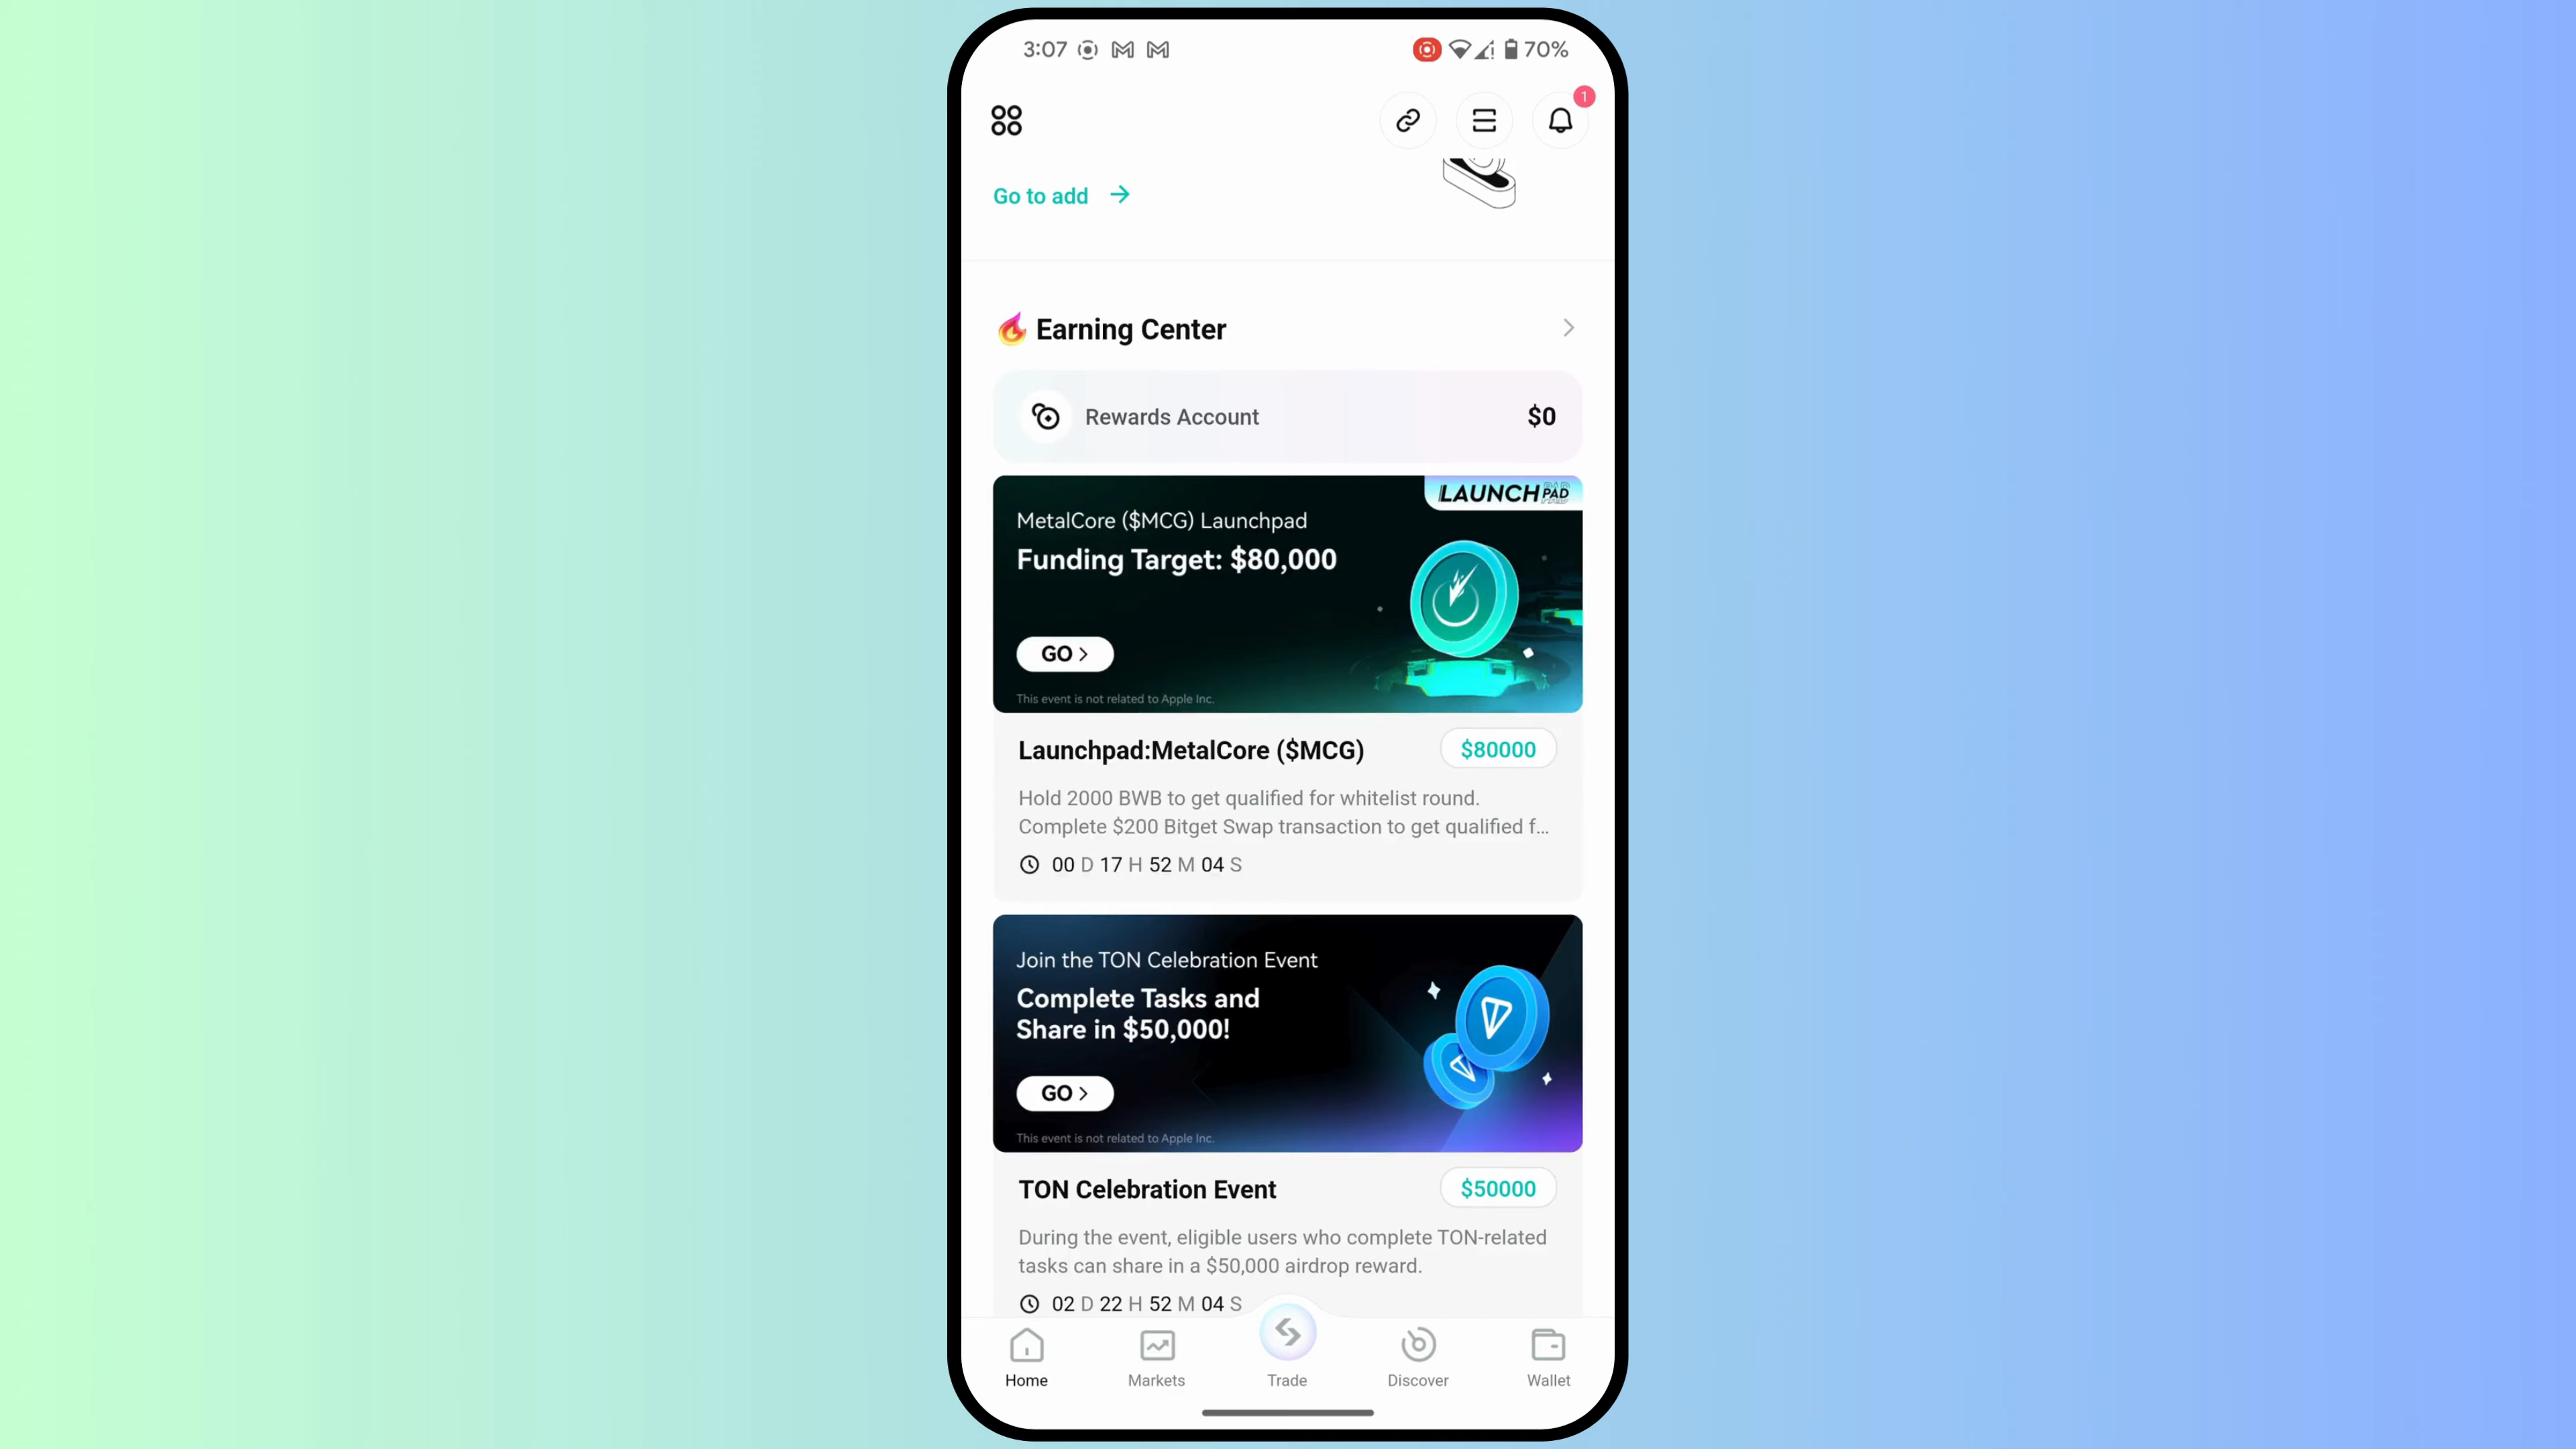 3:07
70%
1
Go to add
Earning Center
Rewards Account
$0
LAUNCHPAD
MetalCore ($MCG) Launchpad
Funding Target: $80,000
GO >
This event is not related to Apple Inc.
Launchpad:MetalCore ($MCG)
$80000
Hold 2000 BWB to get qualified for whitelist round.
Complete $200 Bitget Swap transaction to get qualified f...
00 D 17 H 52 M 04 S
Join the TON Celebration Event
Complete Tasks and
Share in $50,000!
GO >
This event is not related to Apple Inc.
TON Celebration Event
$50000
During the event, eligible users who complete TON-related
tasks can share in a $50,000 airdrop reward.
02 D 22 H 52 M 04 S
Home
Markets
Trade
Discover
Wallet